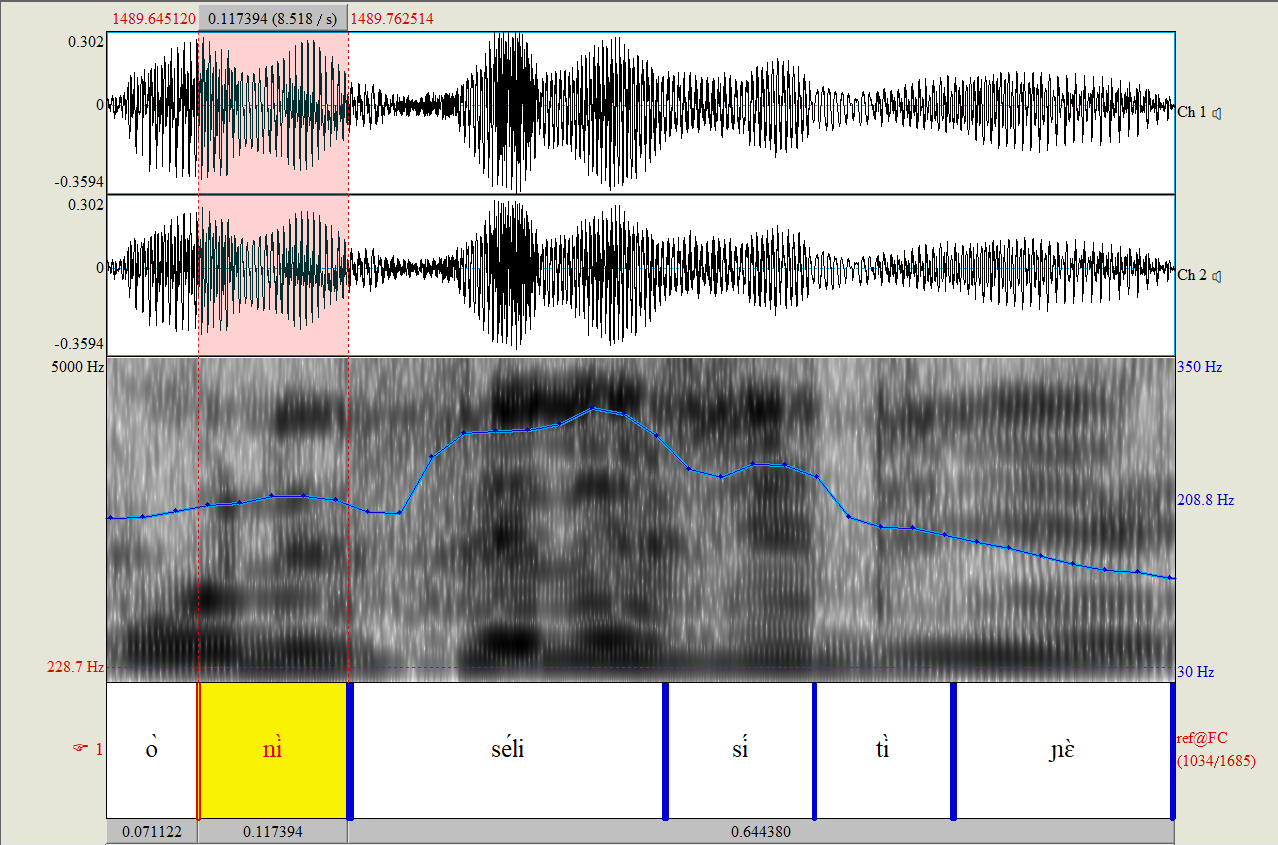 1489.645120 0.117394 (8.518 / s) 1489.762514
0.302
0
-0.3594
Ch 1
0.302
0
-0.3594
Ch 2
5000 Hz 350 Hz
208.8 Hz
228.7 Hz 30 Hz
☞ 1 ò nì séli sí tì ɲɛ̀ ref@FC
(1034/1685)
0.071122 0.117394 0.644380